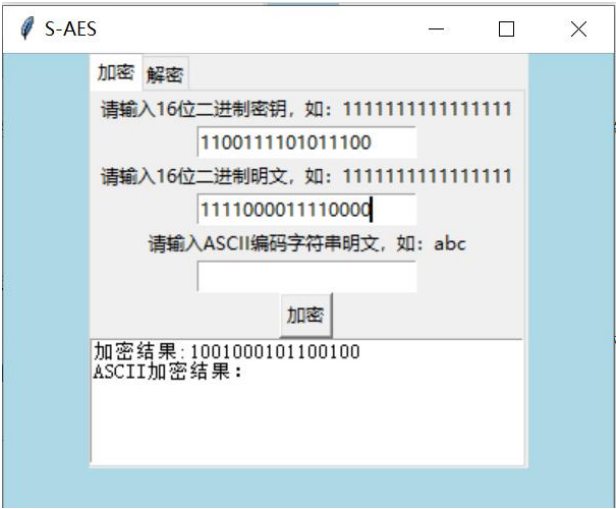 S-AES
加密 解密
请输入16位二进制密钥，如：1111111111111111
1100111101011100
请输入16位二进制明文，如：1111111111111111
1111000011110000
请输入ASCII编码字符串明文，如：abc
加密
加密结果:1001000101100100
ASCII加密结果：